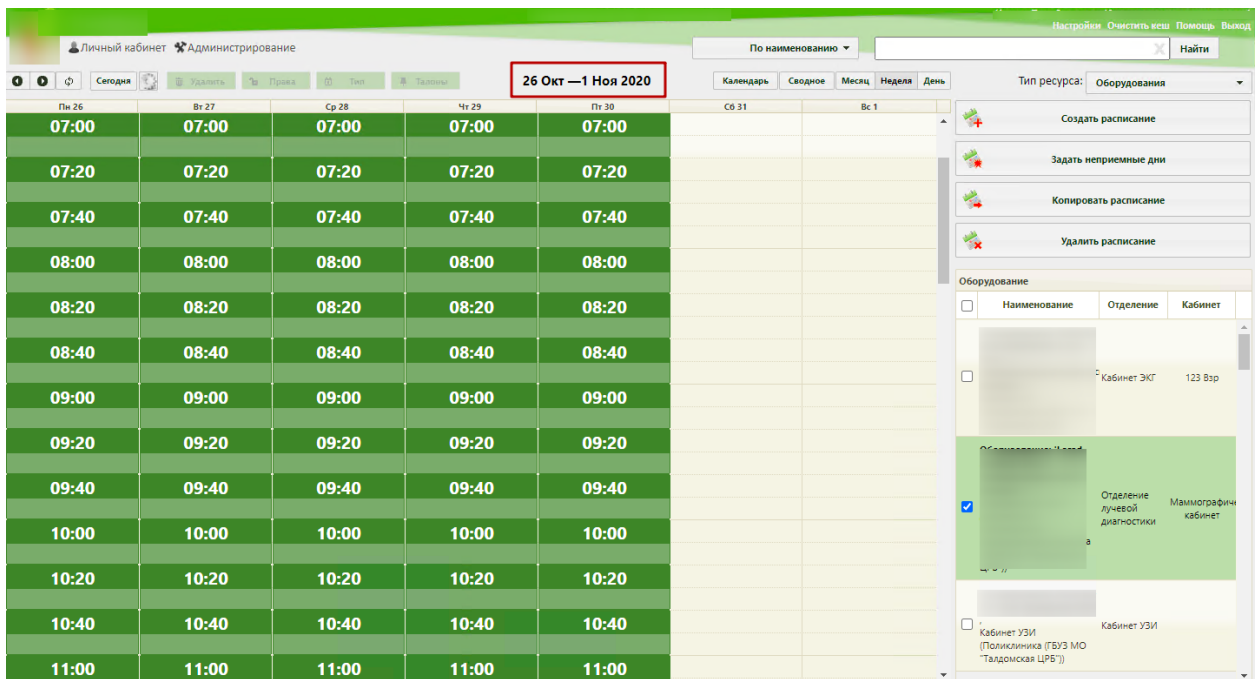 Настройки Очистить кеш Помощь Выход
Личный кабинет Администрирование
По наименованию
Найти
Сегодня Удалить Права Тип Талоны
26 Окт —1 Ноя 2020
Календарь Сводное Месяц Неделя День
Тип ресурса: Оборудования
Пн 26 Вт 27 Ср 28 Чт 29 Пт 30 Сб 31 Вс 1
07:00 07:00 07:00 07:00 07:00
07:20 07:20 07:20 07:20 07:20
07:40 07:40 07:40 07:40 07:40
08:00 08:00 08:00 08:00 08:00
08:20 08:20 08:20 08:20 08:20
08:40 08:40 08:40 08:40 08:40
09:00 09:00 09:00 09:00 09:00
09:20 09:20 09:20 09:20 09:20
09:40 09:40 09:40 09:40 09:40
10:00 10:00 10:00 10:00 10:00
10:20 10:20 10:20 10:20 10:20
10:40 10:40 10:40 10:40 10:40
11:00 11:00 11:00 11:00 11:00
Создать расписание
Задать неприемные дни
Копировать расписание
Удалить расписание
Оборудование
Наименование Отделение Кабинет
Кабинет ЭКГ 123 Взр
Отделение
лучевой
диагностики
Маммографиче
кабинет
Кабинет УЗИ
(Поликлиника (ГБУЗ МО
"Талдомская ЦРБ"))
Кабинет УЗИ